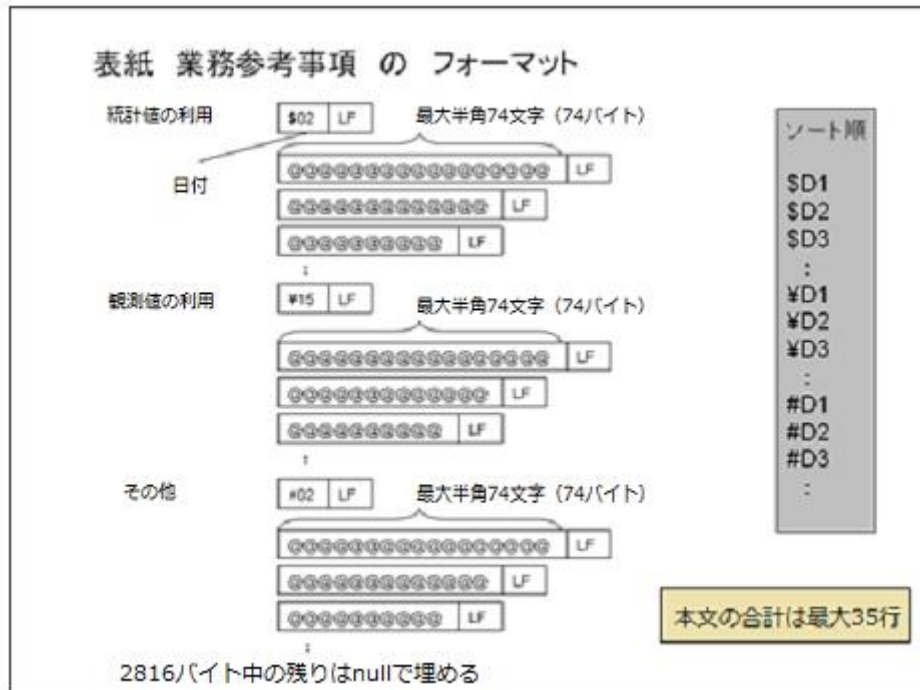 表紙 業務参考事項 の フォーマット
統計値の利用
$02 LF
最大半角74文字(74バイト)
日付
@@@@@@@@@@@@@@@@@ LF
@@@@@@@@@@@@@ LF
@@@@@@@@@@ LF
:
観測値の利用
¥15 LF
最大半角74文字(74バイト)
@@@@@@@@@@@@@@@@@ LF
@@@@@@@@@@@@@ LF
@@@@@@@@@@ LF
:
その他
#02 LF
最大半角74文字(74バイト)
@@@@@@@@@@@@@@@@@ LF
@@@@@@@@@@@@@ LF
@@@@@@@@@@ LF
:
2816バイト中の残りはnullで埋める
ソート順
$D1
$D2
$D3
:
¥D1
¥D2
¥D3
:
#D1
#D2
#D3
:
本文の合計は最大35行